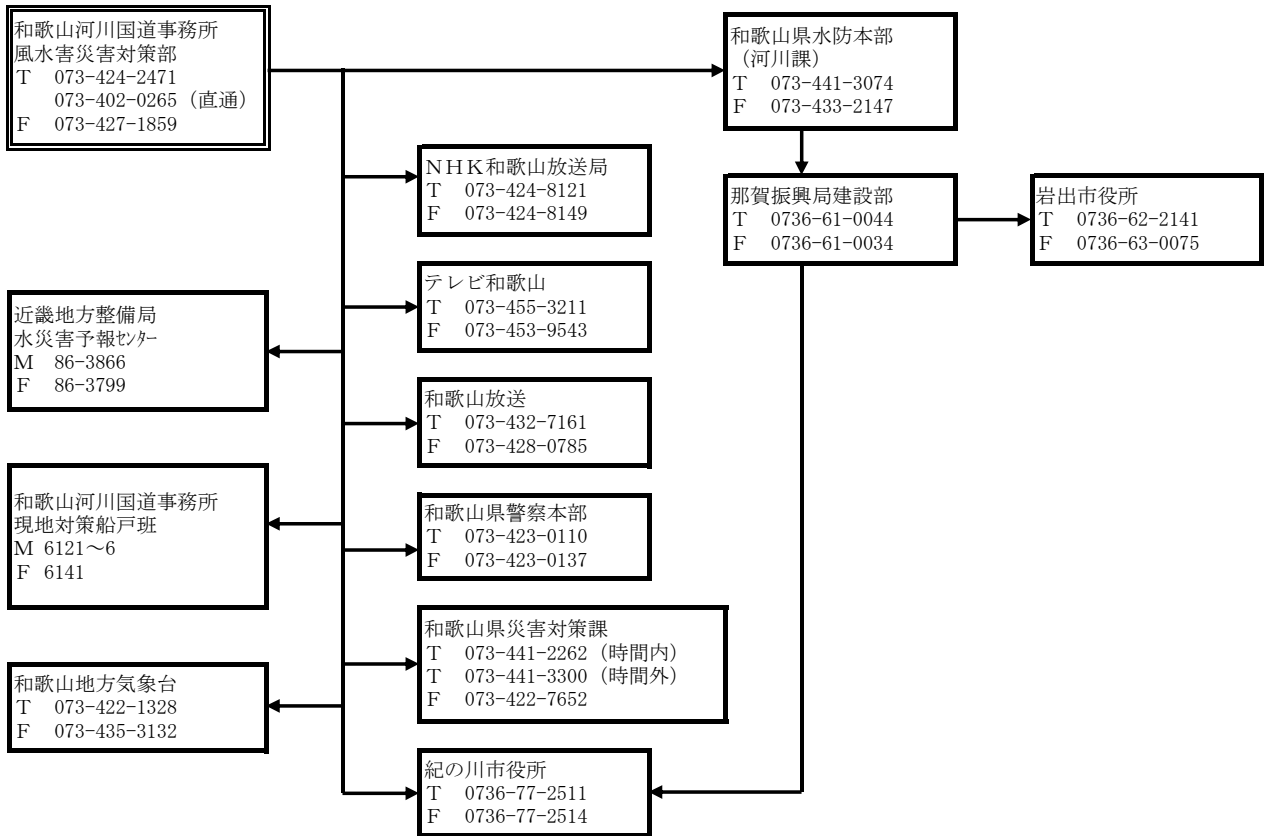 和歌山河川国道事務所
風水害災害対策部
Ｔ　073-424-2471
073-402-0265（直通）
Ｆ　073-427-1859
和歌山県水防本部
（河川課）
Ｔ　073-441-3074
Ｆ　073-433-2147
ＮＨＫ和歌山放送局
Ｔ　073-424-8121
Ｆ　073-424-8149
那賀振興局建設部
Ｔ　0736-61-0044
Ｆ　0736-61-0034
岩出市役所
Ｔ　0736-62-2141
Ｆ　0736-63-0075
テレビ和歌山
Ｔ　073-455-3211
Ｆ　073-453-9543
近畿地方整備局
水災害予報ｾﾝﾀｰ
Ｍ　86-3866
Ｆ　86-3799
和歌山放送
Ｔ　073-432-7161
Ｆ　073-428-0785
和歌山河川国道事務所
現地対策船戸班
Ｍ 6121～6
Ｆ 6141
和歌山県警察本部
Ｔ　073-423-0110
Ｆ　073-423-0137
和歌山県災害対策課
Ｔ　073-441-2262（時間内）
Ｔ　073-441-3300（時間外）
Ｆ　073-422-7652
和歌山地方気象台
Ｔ　073-422-1328
Ｆ　073-435-3132
紀の川市役所
Ｔ　0736-77-2511
Ｆ　0736-77-2514